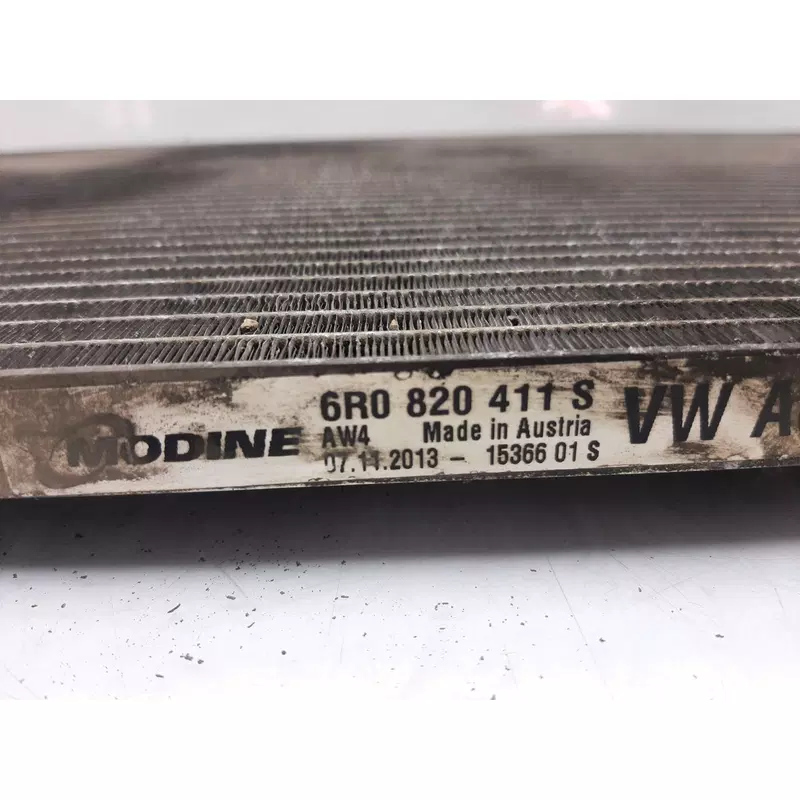 MODINE
6R0 820 411 S
AW4 Made in Austria
07.11.2013 - 15366 01 S
VW A